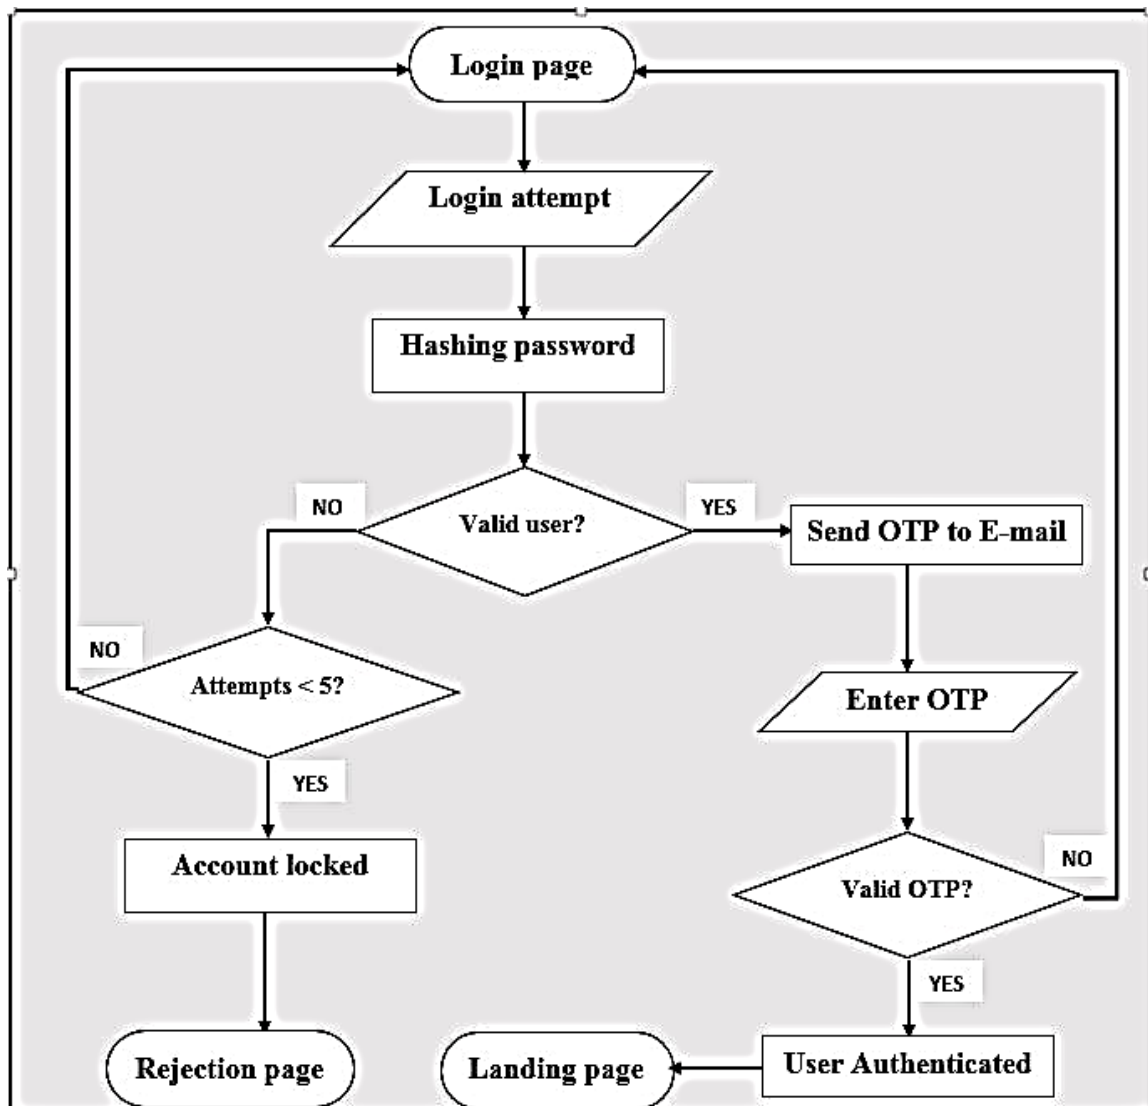 Login page
Login attempt
Hashing password
Valid user?
NO
YES
Send OTP to E-mail
Attempts < 5?
NO
YES
Enter OTP
Account locked
Valid OTP?
NO
YES
Rejection page
Landing page
User Authenticated